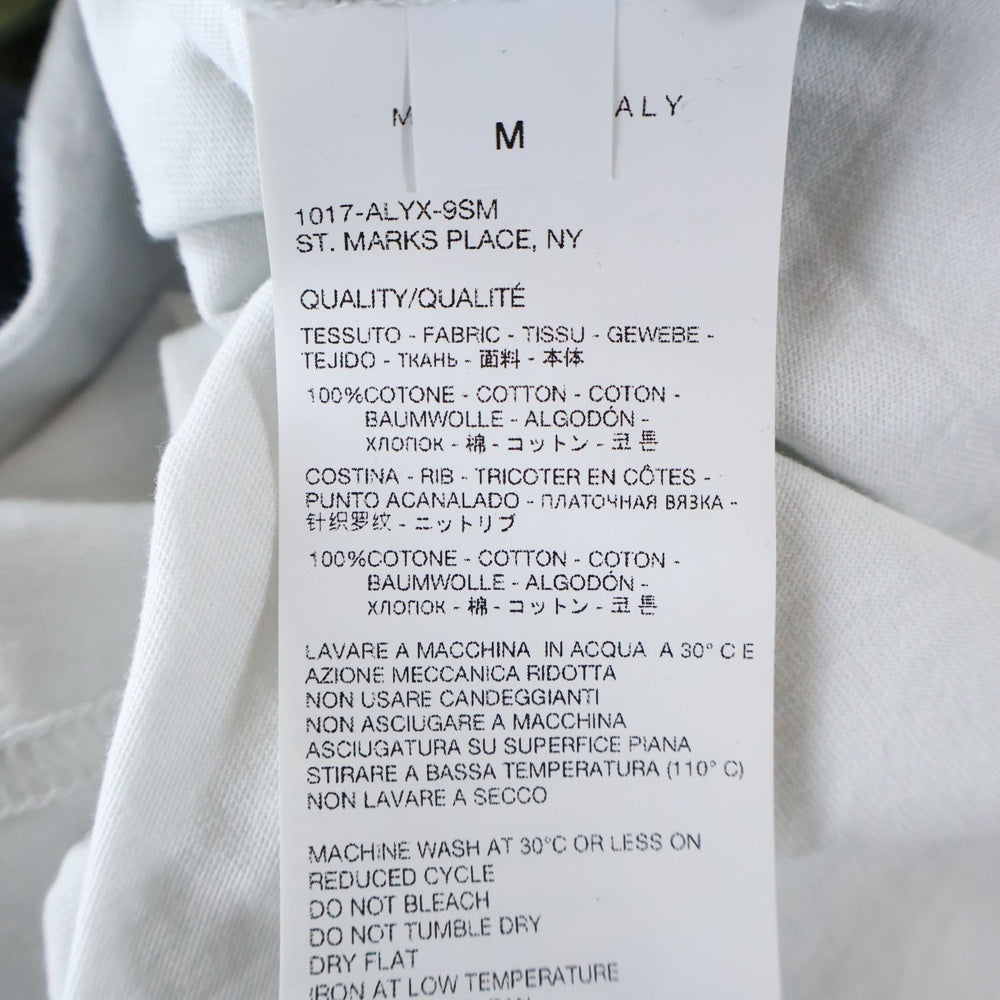 M ALY
M
1017-ALYX-9SM
ST. MARKS PLACE, NY
QUALITY/QUALITÉ
TESSUTO - FABRIC - TISSU - GEWEBE -
TEJIDO - ТКАНЬ - 面料 - 本体
100%COTONE - COTTON - COTON -
BAUMWOLLE - ALGODÓN -
ХЛОПОК - 棉 - コットン - 코튼
COSTINA - RIB - TRICOTER EN CÔTES -
PUNTO ACANALADO - ПЛАТОЧНАЯ ВЯЗКА -
针织罗纹 - ニットリブ
100%COTONE - COTTON - COTON -
BAUMWOLLE - ALGODÓN -
ХЛОПОК - 棉 - コットン - 코튼
LAVARE A MACCHINA IN ACQUA A 30° C E
AZIONE MECCANICA RIDOTTA
NON USARE CANDEGGIANTI
NON ASCIUGARE A MACCHINA
ASCIUGATURA SU SUPERFICE PIANA
STIRARE A BASSA TEMPERATURA (110° C)
NON LAVARE A SECCO
MACHINE WASH AT 30°C OR LESS ON
REDUCED CYCLE
DO NOT BLEACH
DO NOT TUMBLE DRY
DRY FLAT
IRON AT LOW TEMPERATURE